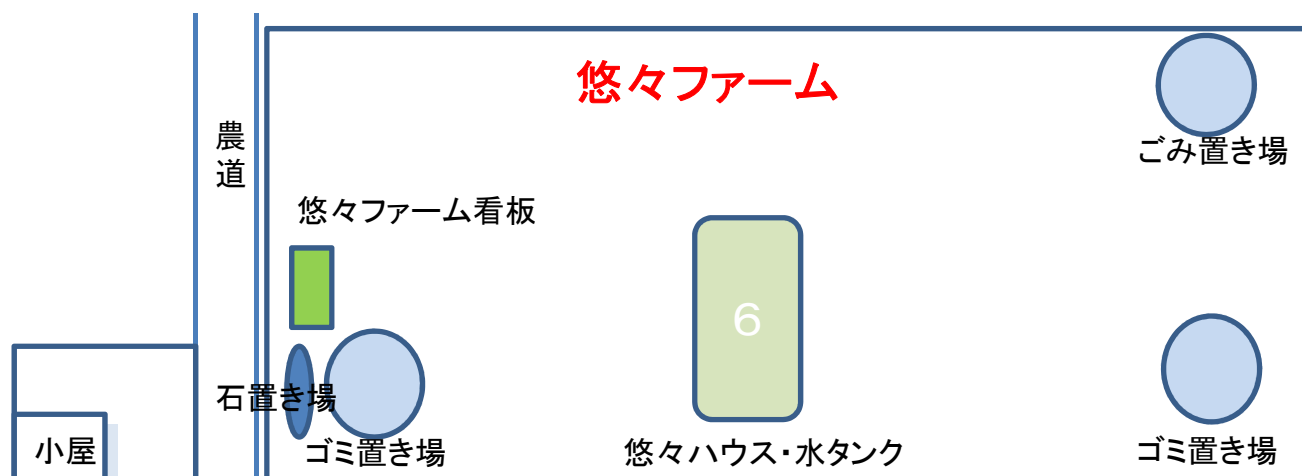 悠々ファーム
ごみ置き場
農道
悠々ファーム看板
6
石置き場
小屋
ゴミ置き場
悠々ハウス・水タンク
ゴミ置き場